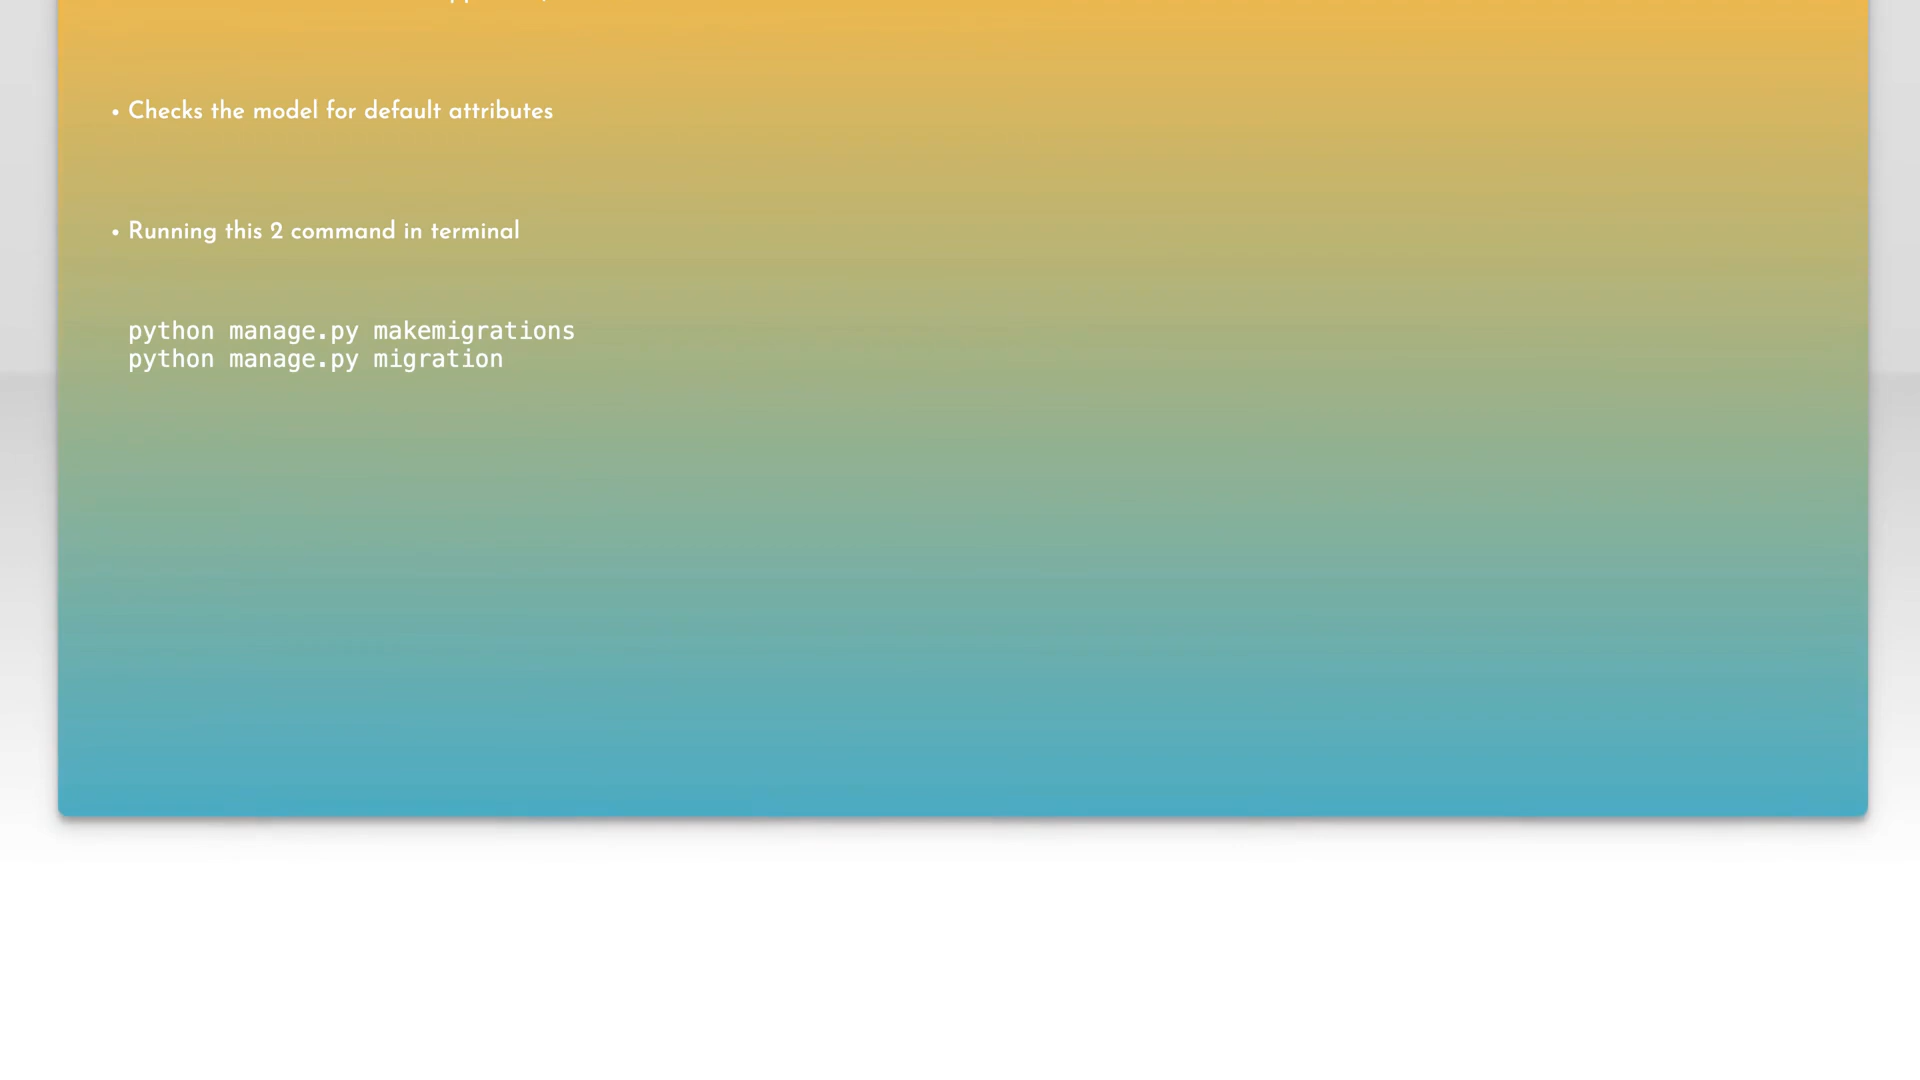 • Checks the model for default attributes
• Running this 2 command in terminal
python manage.py makemigrations
python manage.py migration